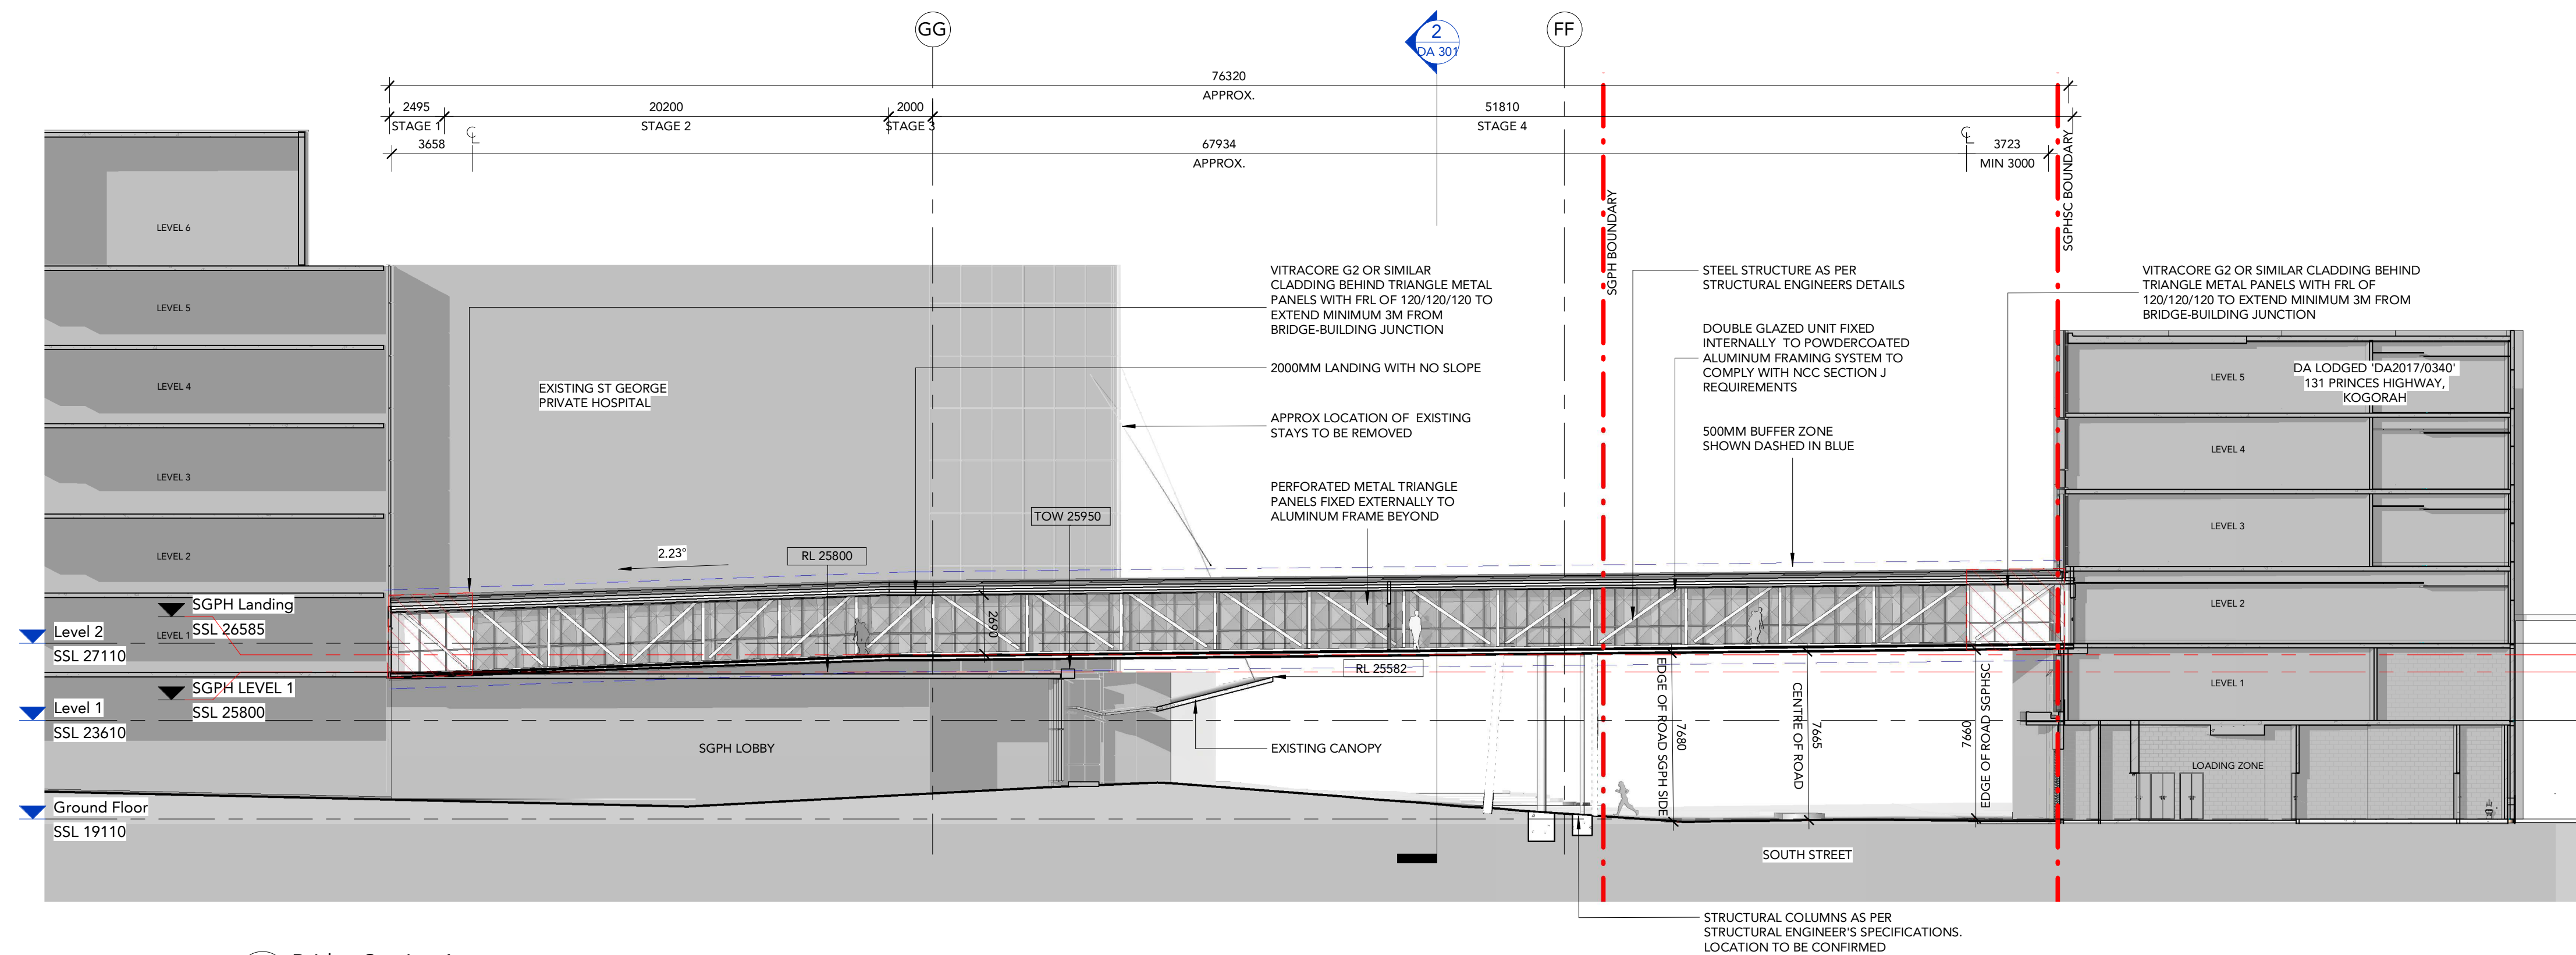 GG
2
DA 301
FF
76320
APPROX.
2495
20200
2000
51810
STAGE 1
STAGE 2
STAGE 3
STAGE 4
3658
67934
APPROX.
3723
MIN 3000
SGPH BOUNDARY
SGPHSC BOUNDARY
LEVEL 6
LEVEL 5
LEVEL 4
LEVEL 3
LEVEL 2
LEVEL 1
EXISTING ST GEORGE
PRIVATE HOSPITAL
VITRACORE G2 OR SIMILAR
CLADDING BEHIND TRIANGLE METAL
PANELS WITH FRL OF 120/120/120 TO
EXTEND MINIMUM 3M FROM
BRIDGE-BUILDING JUNCTION
2000MM LANDING WITH NO SLOPE
APPROX LOCATION OF EXISTING
STAYS TO BE REMOVED
PERFORATED METAL TRIANGLE
PANELS FIXED EXTERNALLY TO
ALUMINUM FRAME BEYOND
STEEL STRUCTURE AS PER
STRUCTURAL ENGINEERS DETAILS
DOUBLE GLAZED UNIT FIXED
INTERNALLY TO POWDERCOATED
ALUMINUM FRAMING SYSTEM TO
COMPLY WITH NCC SECTION J
REQUIREMENTS
500MM BUFFER ZONE
SHOWN DASHED IN BLUE
VITRACORE G2 OR SIMILAR CLADDING BEHIND
TRIANGLE METAL PANELS WITH FRL OF
120/120/120 TO EXTEND MINIMUM 3M FROM
BRIDGE-BUILDING JUNCTION
DA LODGED 'DA2017/0340'
131 PRINCES HIGHWAY,
KOGORAH
LEVEL 5
LEVEL 4
LEVEL 3
LEVEL 2
LEVEL 1
LOADING ZONE
TOW 25950
2.23°
RL 25800
2690
RL 25582
SGPH Landing
SSL 26585
Level 2
SSL 27110
SGPH LEVEL 1
SSL 25800
Level 1
SSL 23610
Ground Floor
SSL 19110
SGPH LOBBY
EXISTING CANOPY
EDGE OF ROAD SGPH SIDE
7680
CENTRE OF ROAD
7665
7660
EDGE OF ROAD SGPHSC
SOUTH STREET
STRUCTURAL COLUMNS AS PER
STRUCTURAL ENGINEER'S SPECIFICATIONS.
LOCATION TO BE CONFIRMED